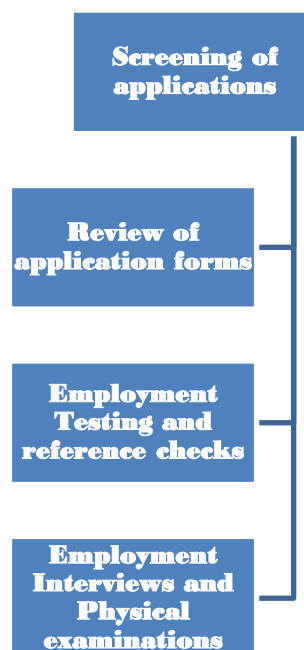 Screening of
applications
Review of
application forms
Employment
Testing and
reference checks
Employment
Interviews and
Physical
examinations